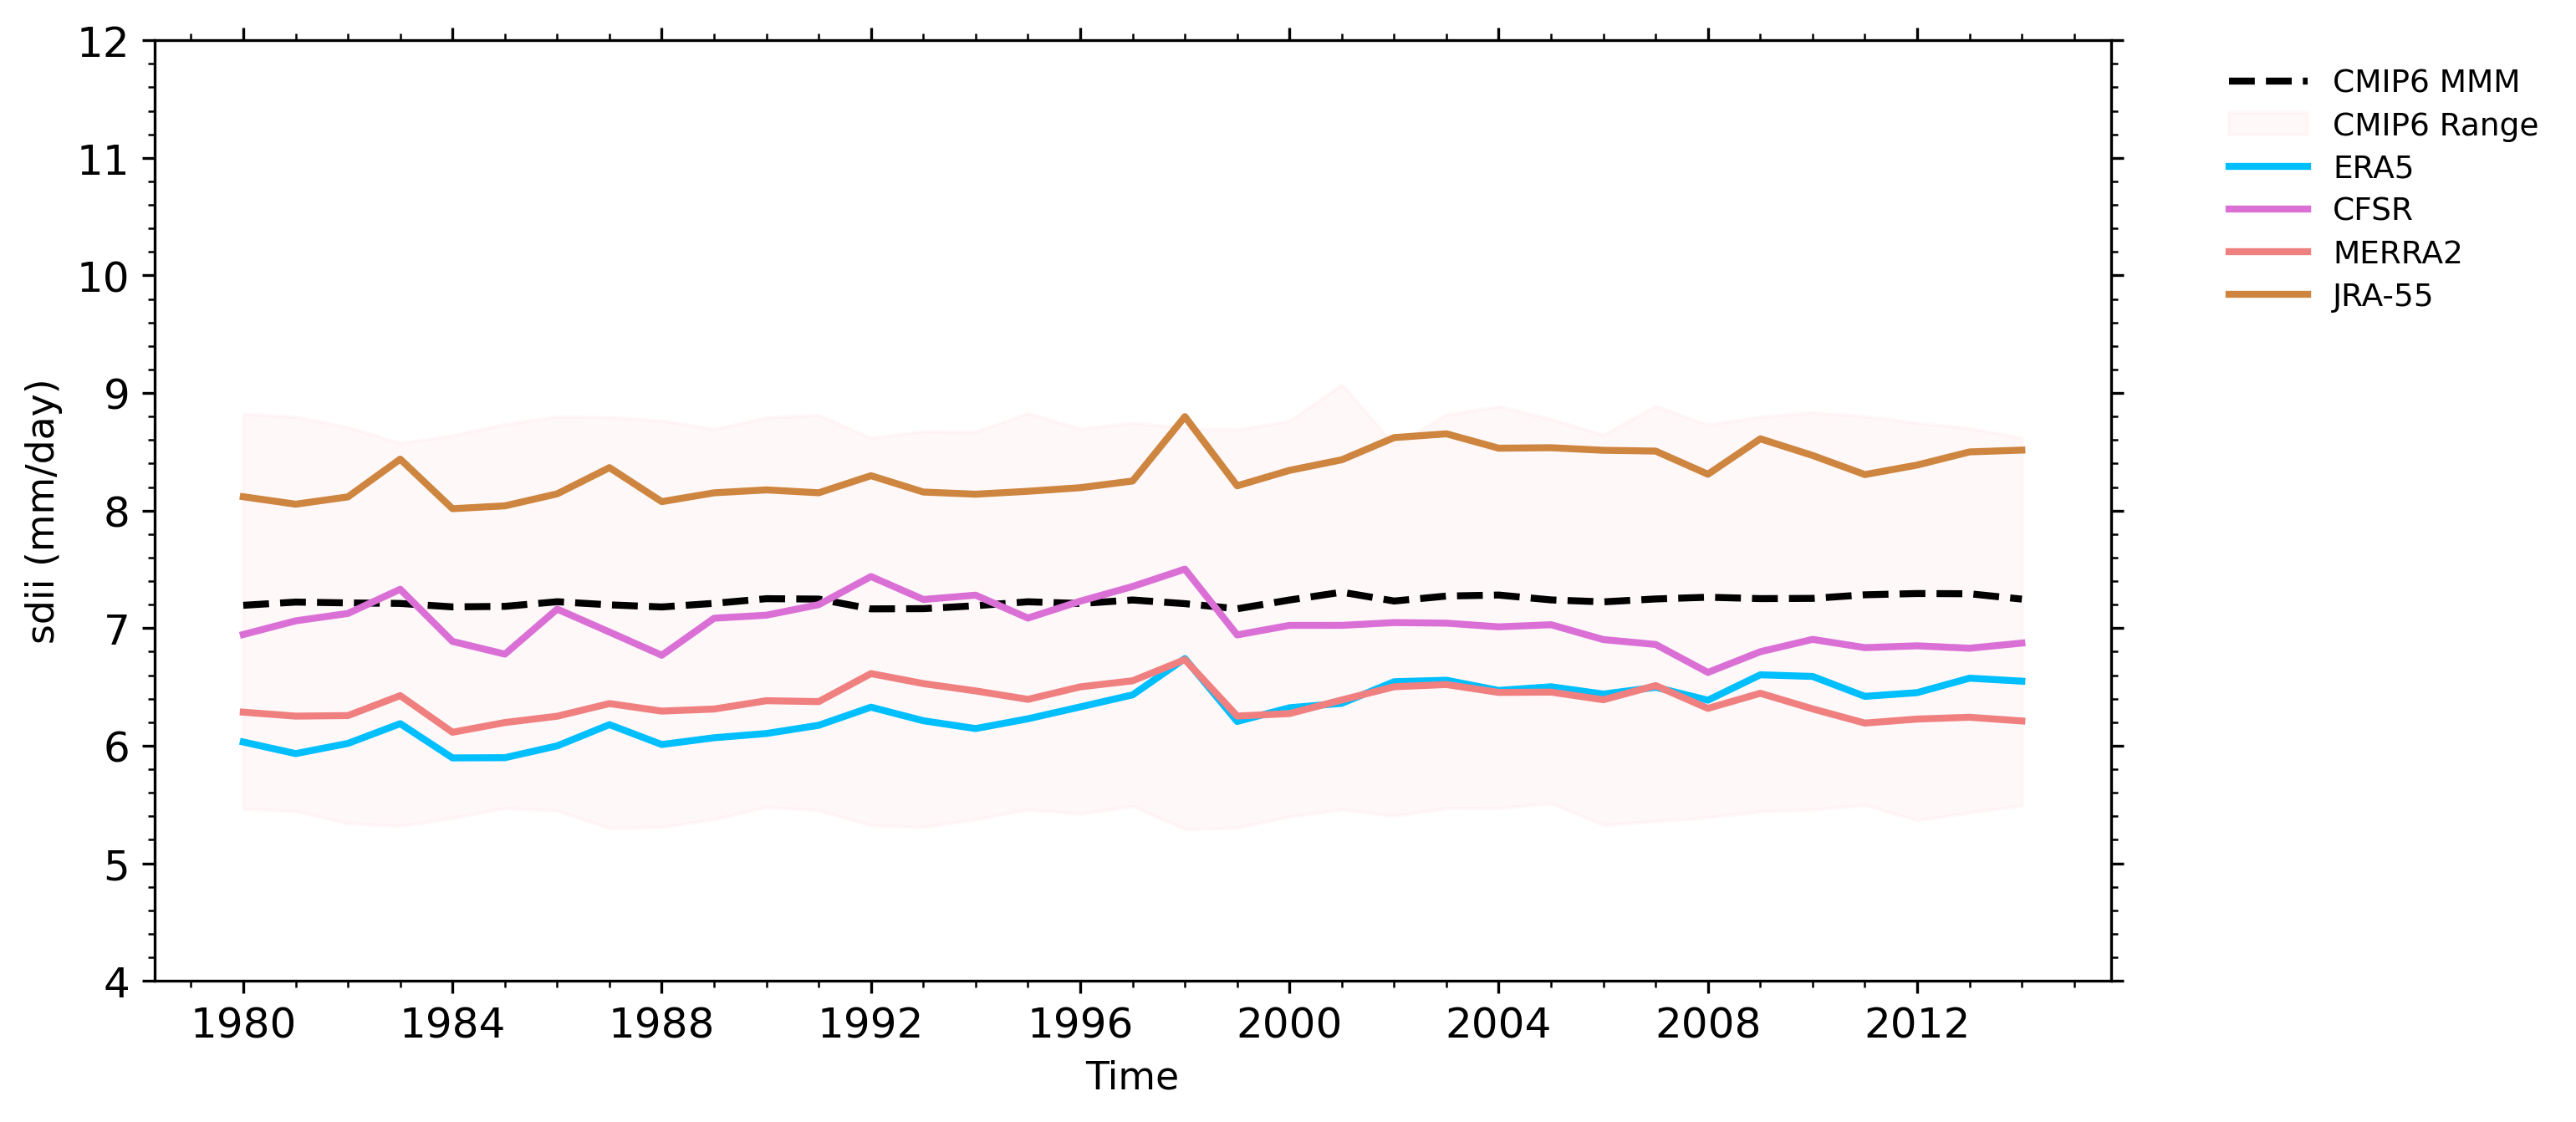 12
11
10
9
8
7
6
5
4
sdii (mm/day)
1980 1984 1988 1992 1996 2000 2004 2008 2012
Time
CMIP6 MMM
CMIP6 Range
ERA5
CFSR
MERRA2
JRA-55